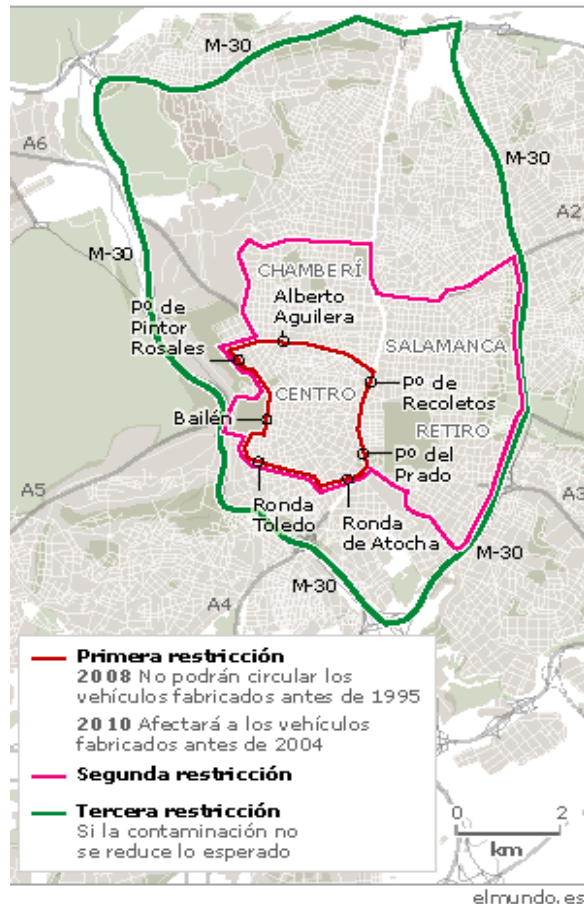 M-30
A6
M-30
A2
M-30
CHAMBERÍ
Pº de
Pintor
Rosales
Alberto
Aguilera
SALAMANCA
CENTRO
Pº de
Recoletos
Bailén
RETIRO
Pº del
Prado
A5
A3
Ronda
Toledo
Ronda
de Atocha
M-30
M-30
A4
Primera restricción
2008 No podrán circular los
vehículos fabricados antes de 1995
2010 Afectará a los vehículos
fabricados antes de 2004
Segunda restricción
Tercera restricción
Si la contaminación no
se reduce lo esperado
0 2
km
elmundo.es